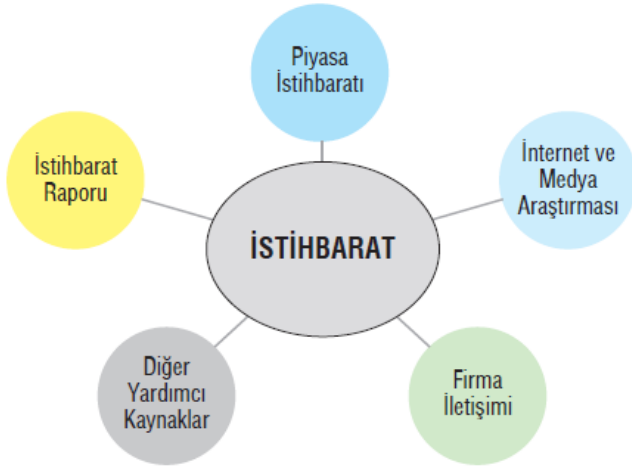 Piyasa
İstihbaratı
İstihbarat
Raporu
İnternet ve
Medya
Araştırması
İSTİHBARAT
Diğer
Yardımcı
Kaynaklar
Firma
İletişimi